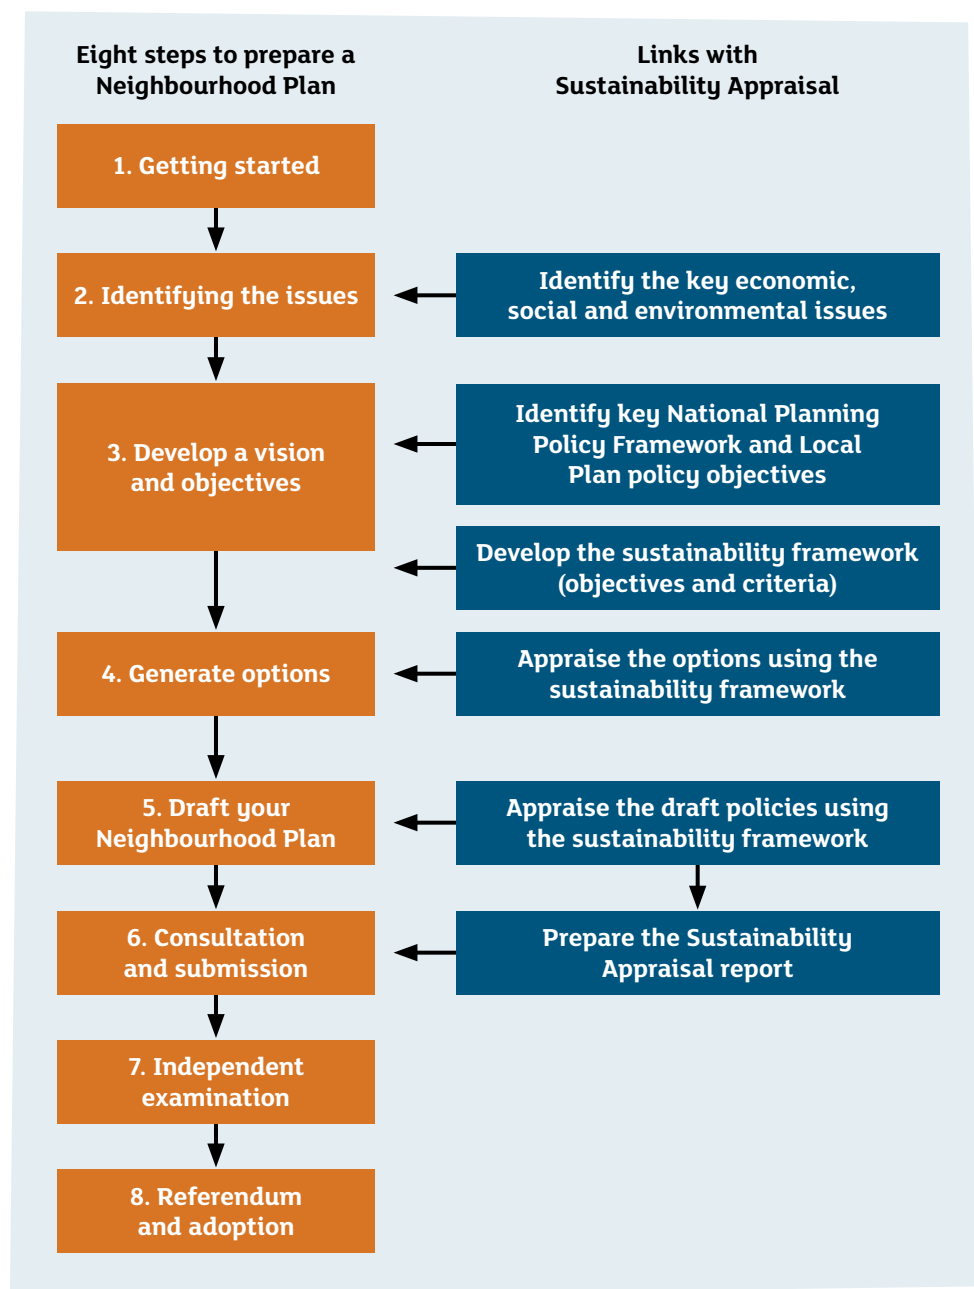 Eight steps to prepare a
Neighbourhood Plan
Links with
Sustainability Appraisal
1. Getting started
2. Identifying the issues
Identify the key economic,
social and environmental issues
3. Develop a vision
and objectives
Identify key National Planning
Policy Framework and Local
Plan policy objectives
Develop the sustainability framework
(objectives and criteria)
4. Generate options
Appraise the options using the
sustainability framework
5. Draft your
Neighbourhood Plan
Appraise the draft policies using
the sustainability framework
6. Consultation
and submission
Prepare the Sustainability
Appraisal report
7. Independent
examination
8. Referendum
and adoption